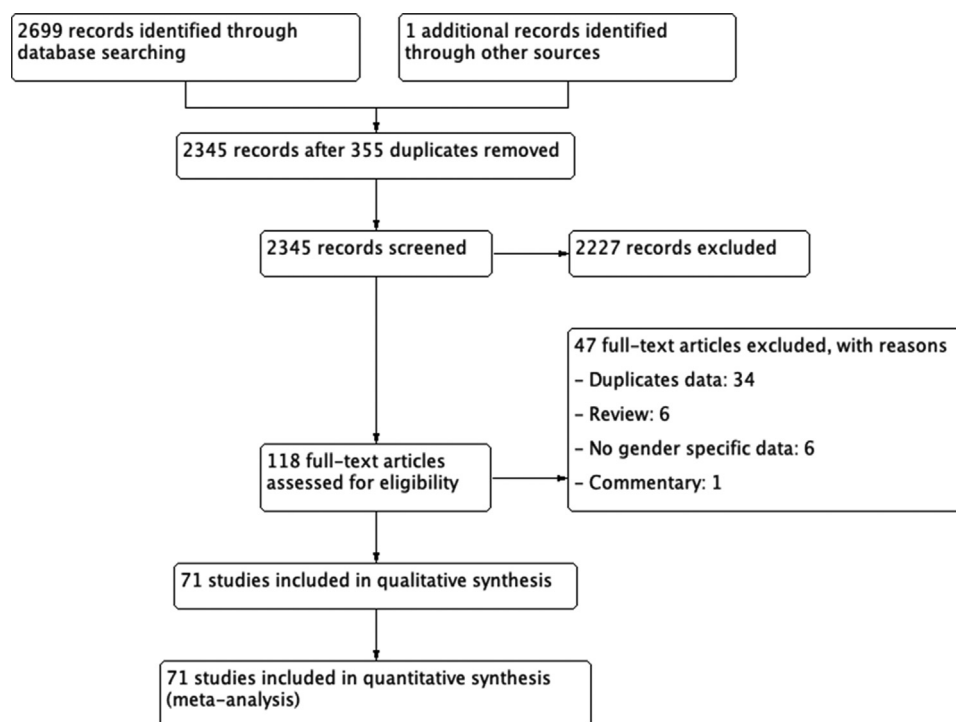 2699 records identified through
database searching
1 additional records identified
through other sources
2345 records after 355 duplicates removed
2345 records screened
2227 records excluded
47 full-text articles excluded, with reasons
– Duplicates data: 34
– Review: 6
– No gender specific data: 6
– Commentary: 1
118 full-text articles
assessed for eligibility
71 studies included in qualitative synthesis
71 studies included in quantitative synthesis
(meta-analysis)